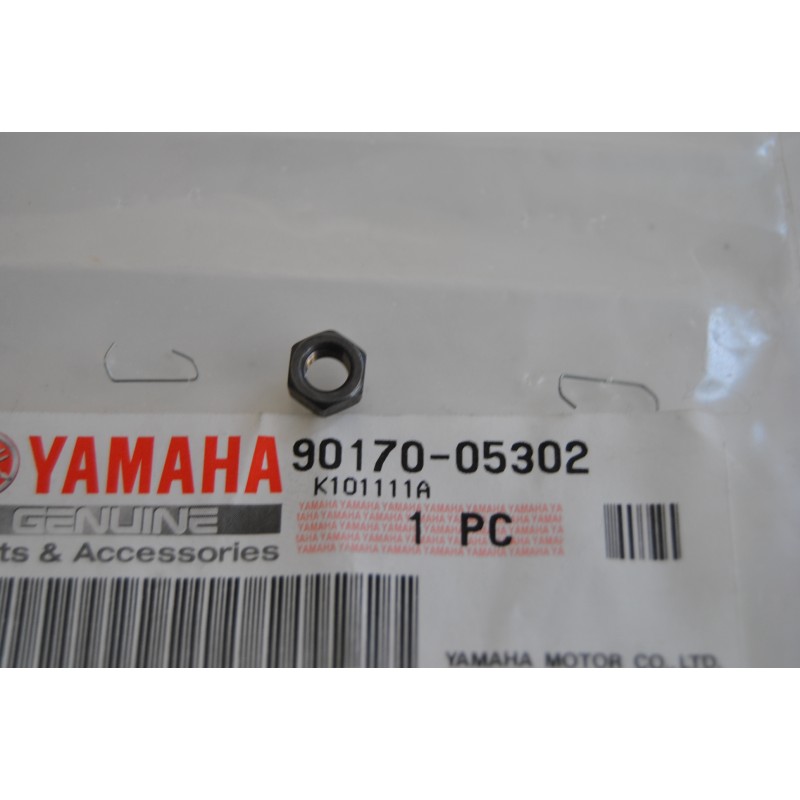 YAMAHA 90170-05302
K101111A
GENUINE
ts & Accessories
1 PC
YAMAHA MOTOR CO., LTD.